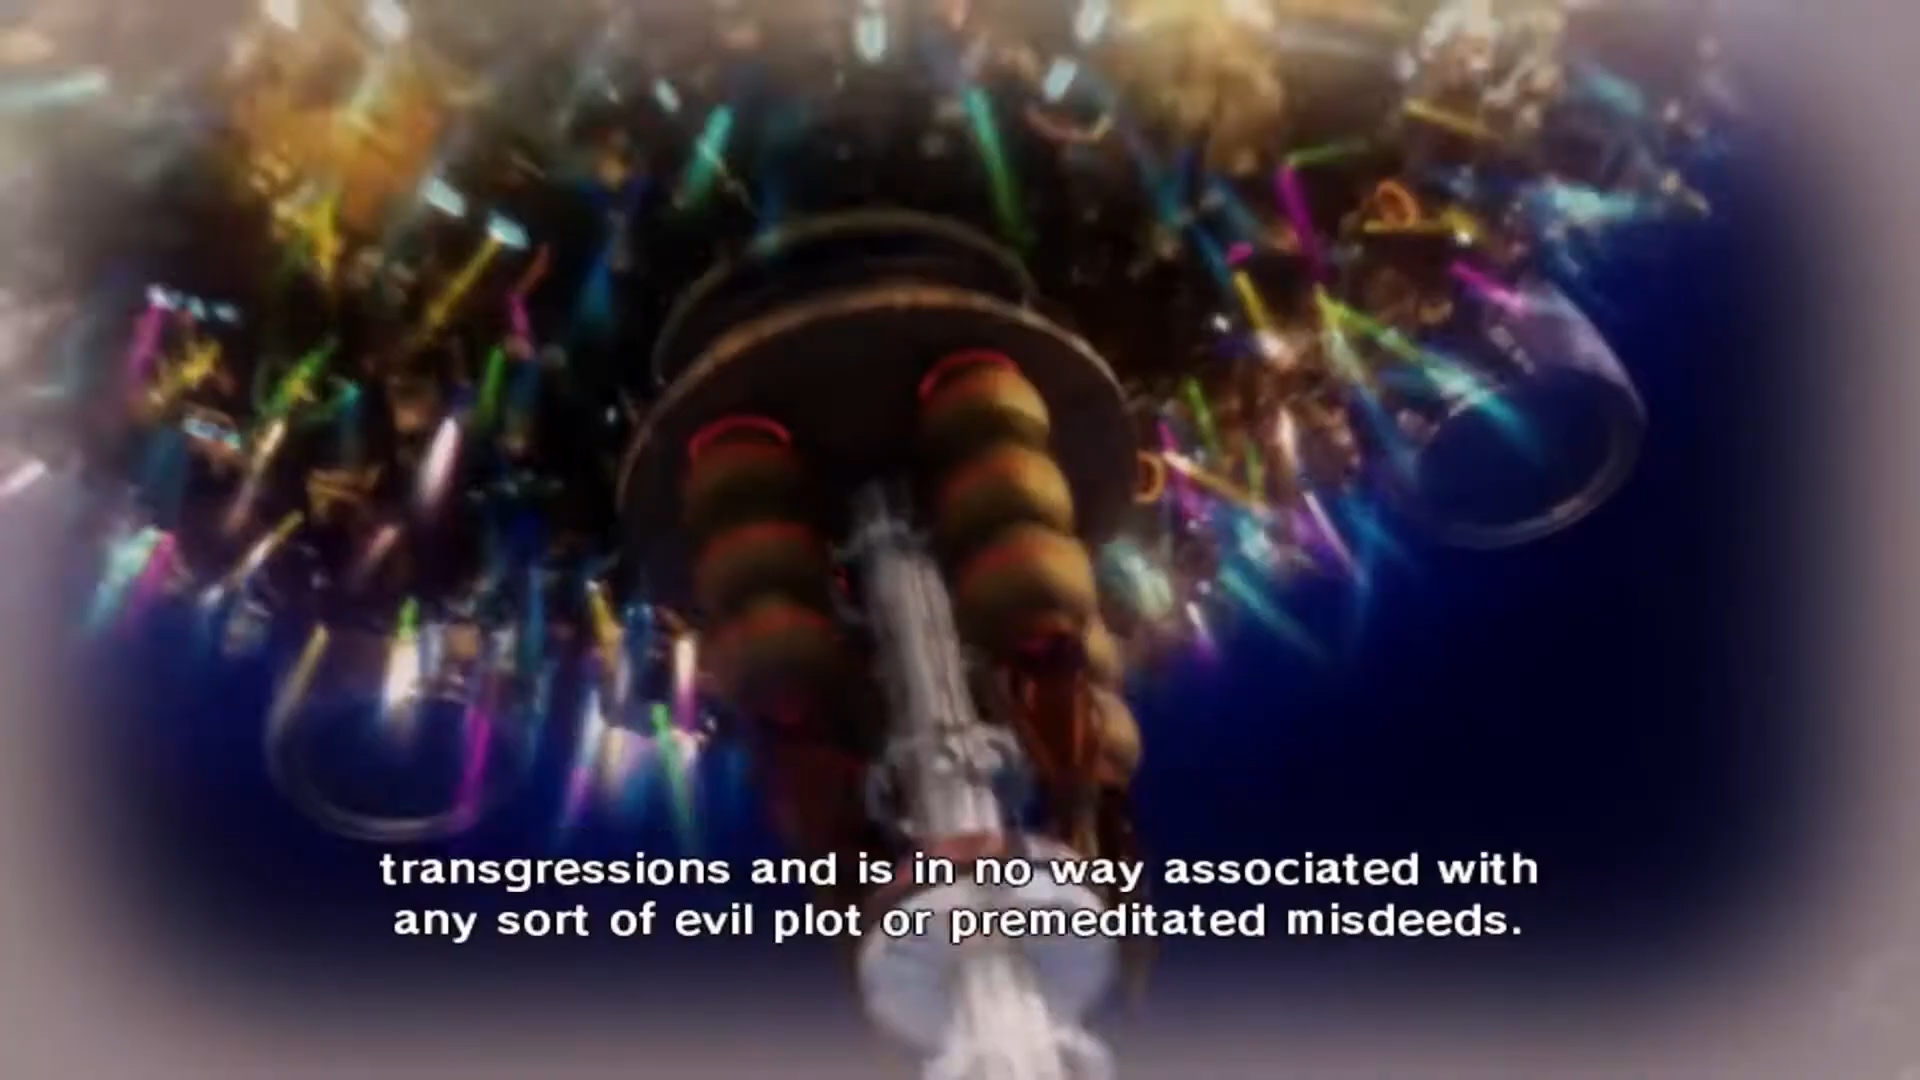 transgressions and is in no way associated with
any sort of evil plot or premeditated misdeeds.